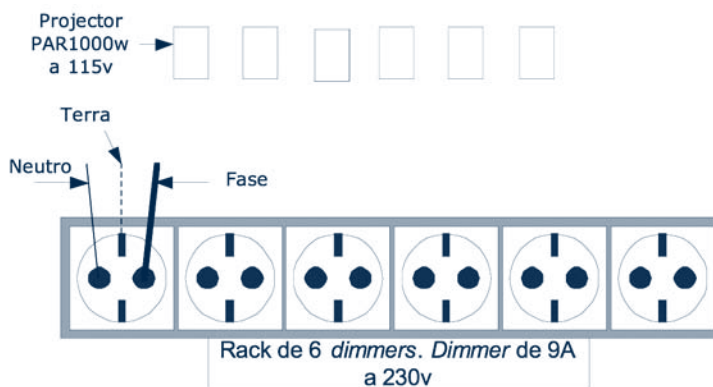 Projector
PAR1000w
a 115v
Terra
Neutro
Fase
Rack de 6 dimmers. Dimmer de 9A
a 230v